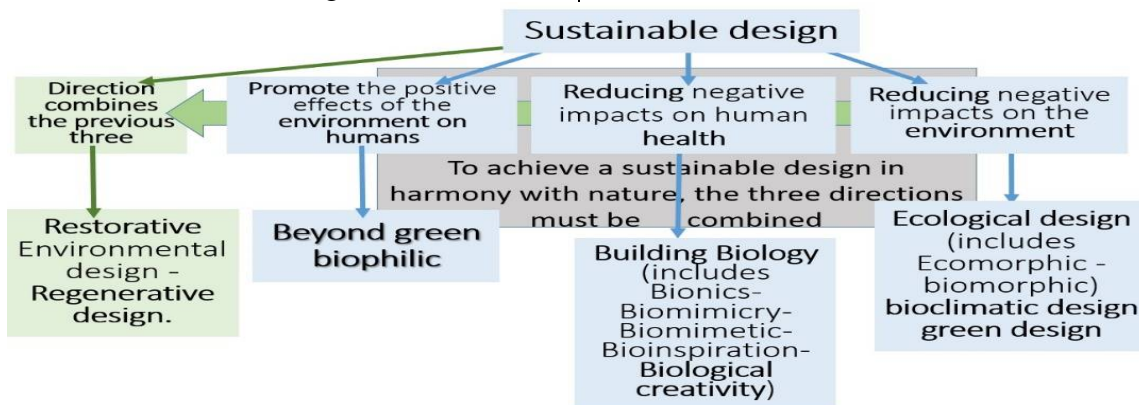 Sustainable design
Direction
combines
the previous
three
Promote the positive
effects of the
environment on
humans
Reducing negative
impacts on human
health
Reducing negative
impacts on the
environment
To achieve a sustainable design in
harmony with nature, the three directions
must be combined
Restorative
Environmental
design -
Regenerative
design.
Beyond green
biophilic
Building Biology
(includes
Bionics-
Biomimicry-
Biomimetic-
Bioinspiration-
Biological
creativity)
Ecological design
(includes
Ecomorphic -
biomorphic)
bioclimatic design
green design